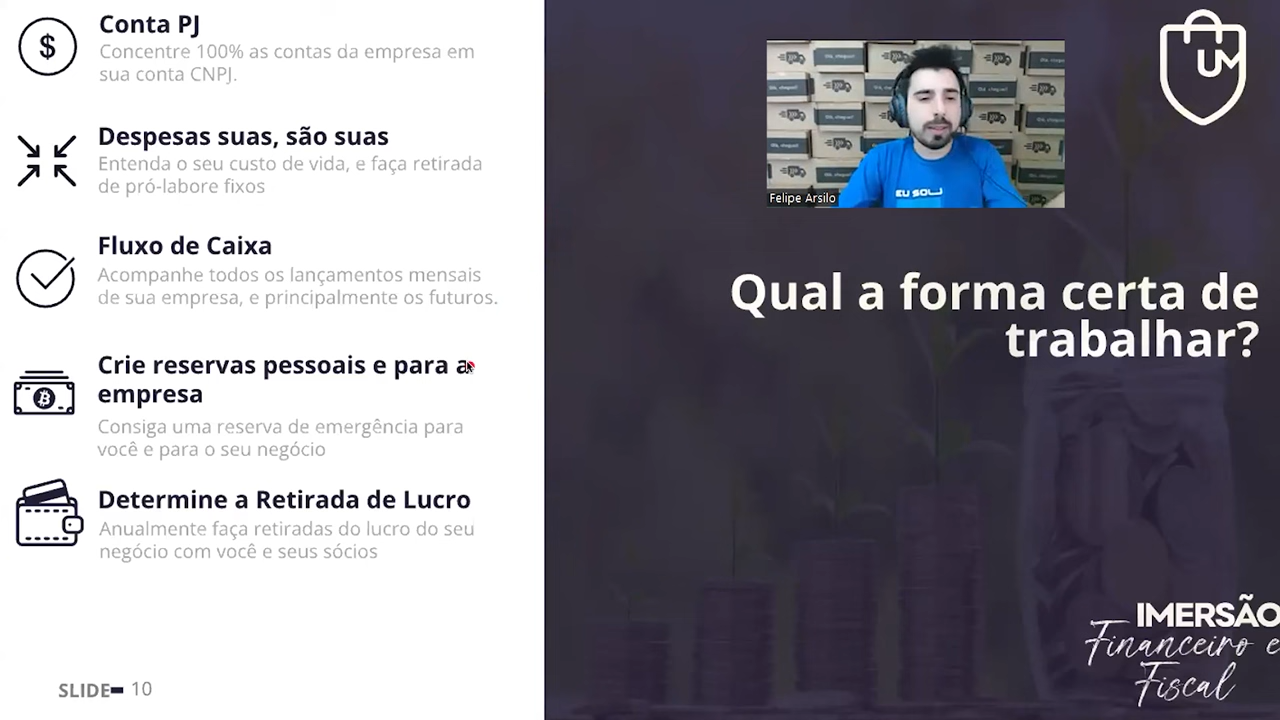 Conta PJ
Concentre 100% as contas da empresa em
sua conta CNPJ.
Despesas suas, são suas
Entenda o seu custo de vida, e faça retirada
de pró-labore fixos
Fluxo de Caixa
Acompanhe todos os lançamentos mensais
de sua empresa, e principalmente os futuros.
Crie reservas pessoais e para a
empresa
Consiga uma reserva de emergência para
você e para o seu negócio
Determine a Retirada de Lucro
Anualmente faça retiradas do lucro do seu
negócio com você e seus sócios
SLIDE 10
UM
EU SOU
Felipe Arsilo
Qual a forma certa de
trabalhar?
IMERSÃO
Financeiro e
Fiscal